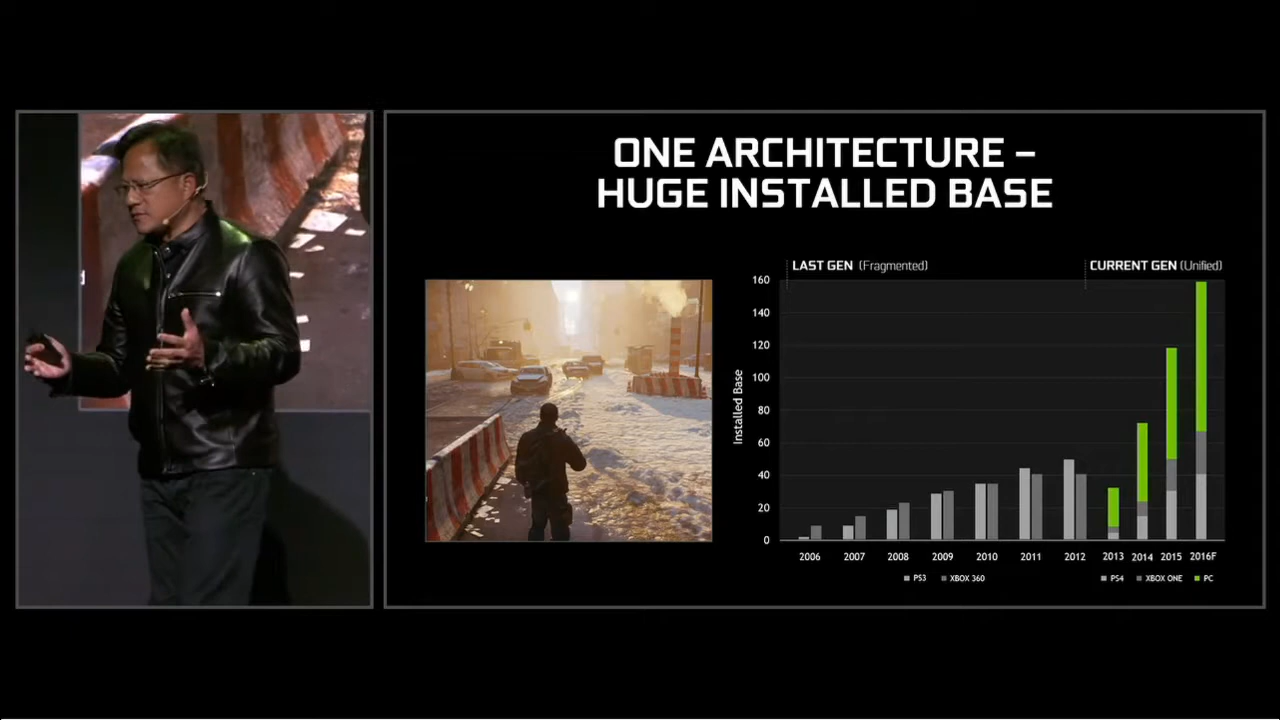 ONE ARCHITECTURE –
HUGE INSTALLED BASE
LAST GEN (Fragmented)
CURRENT GEN (Unified)
160
140
120
100
80
60
40
20
0
Installed Base
2006 2007 2008 2009 2010 2011 2012 2013 2014 2015 2016F
PS3 XBOX 360
PS4 XBOX ONE PC